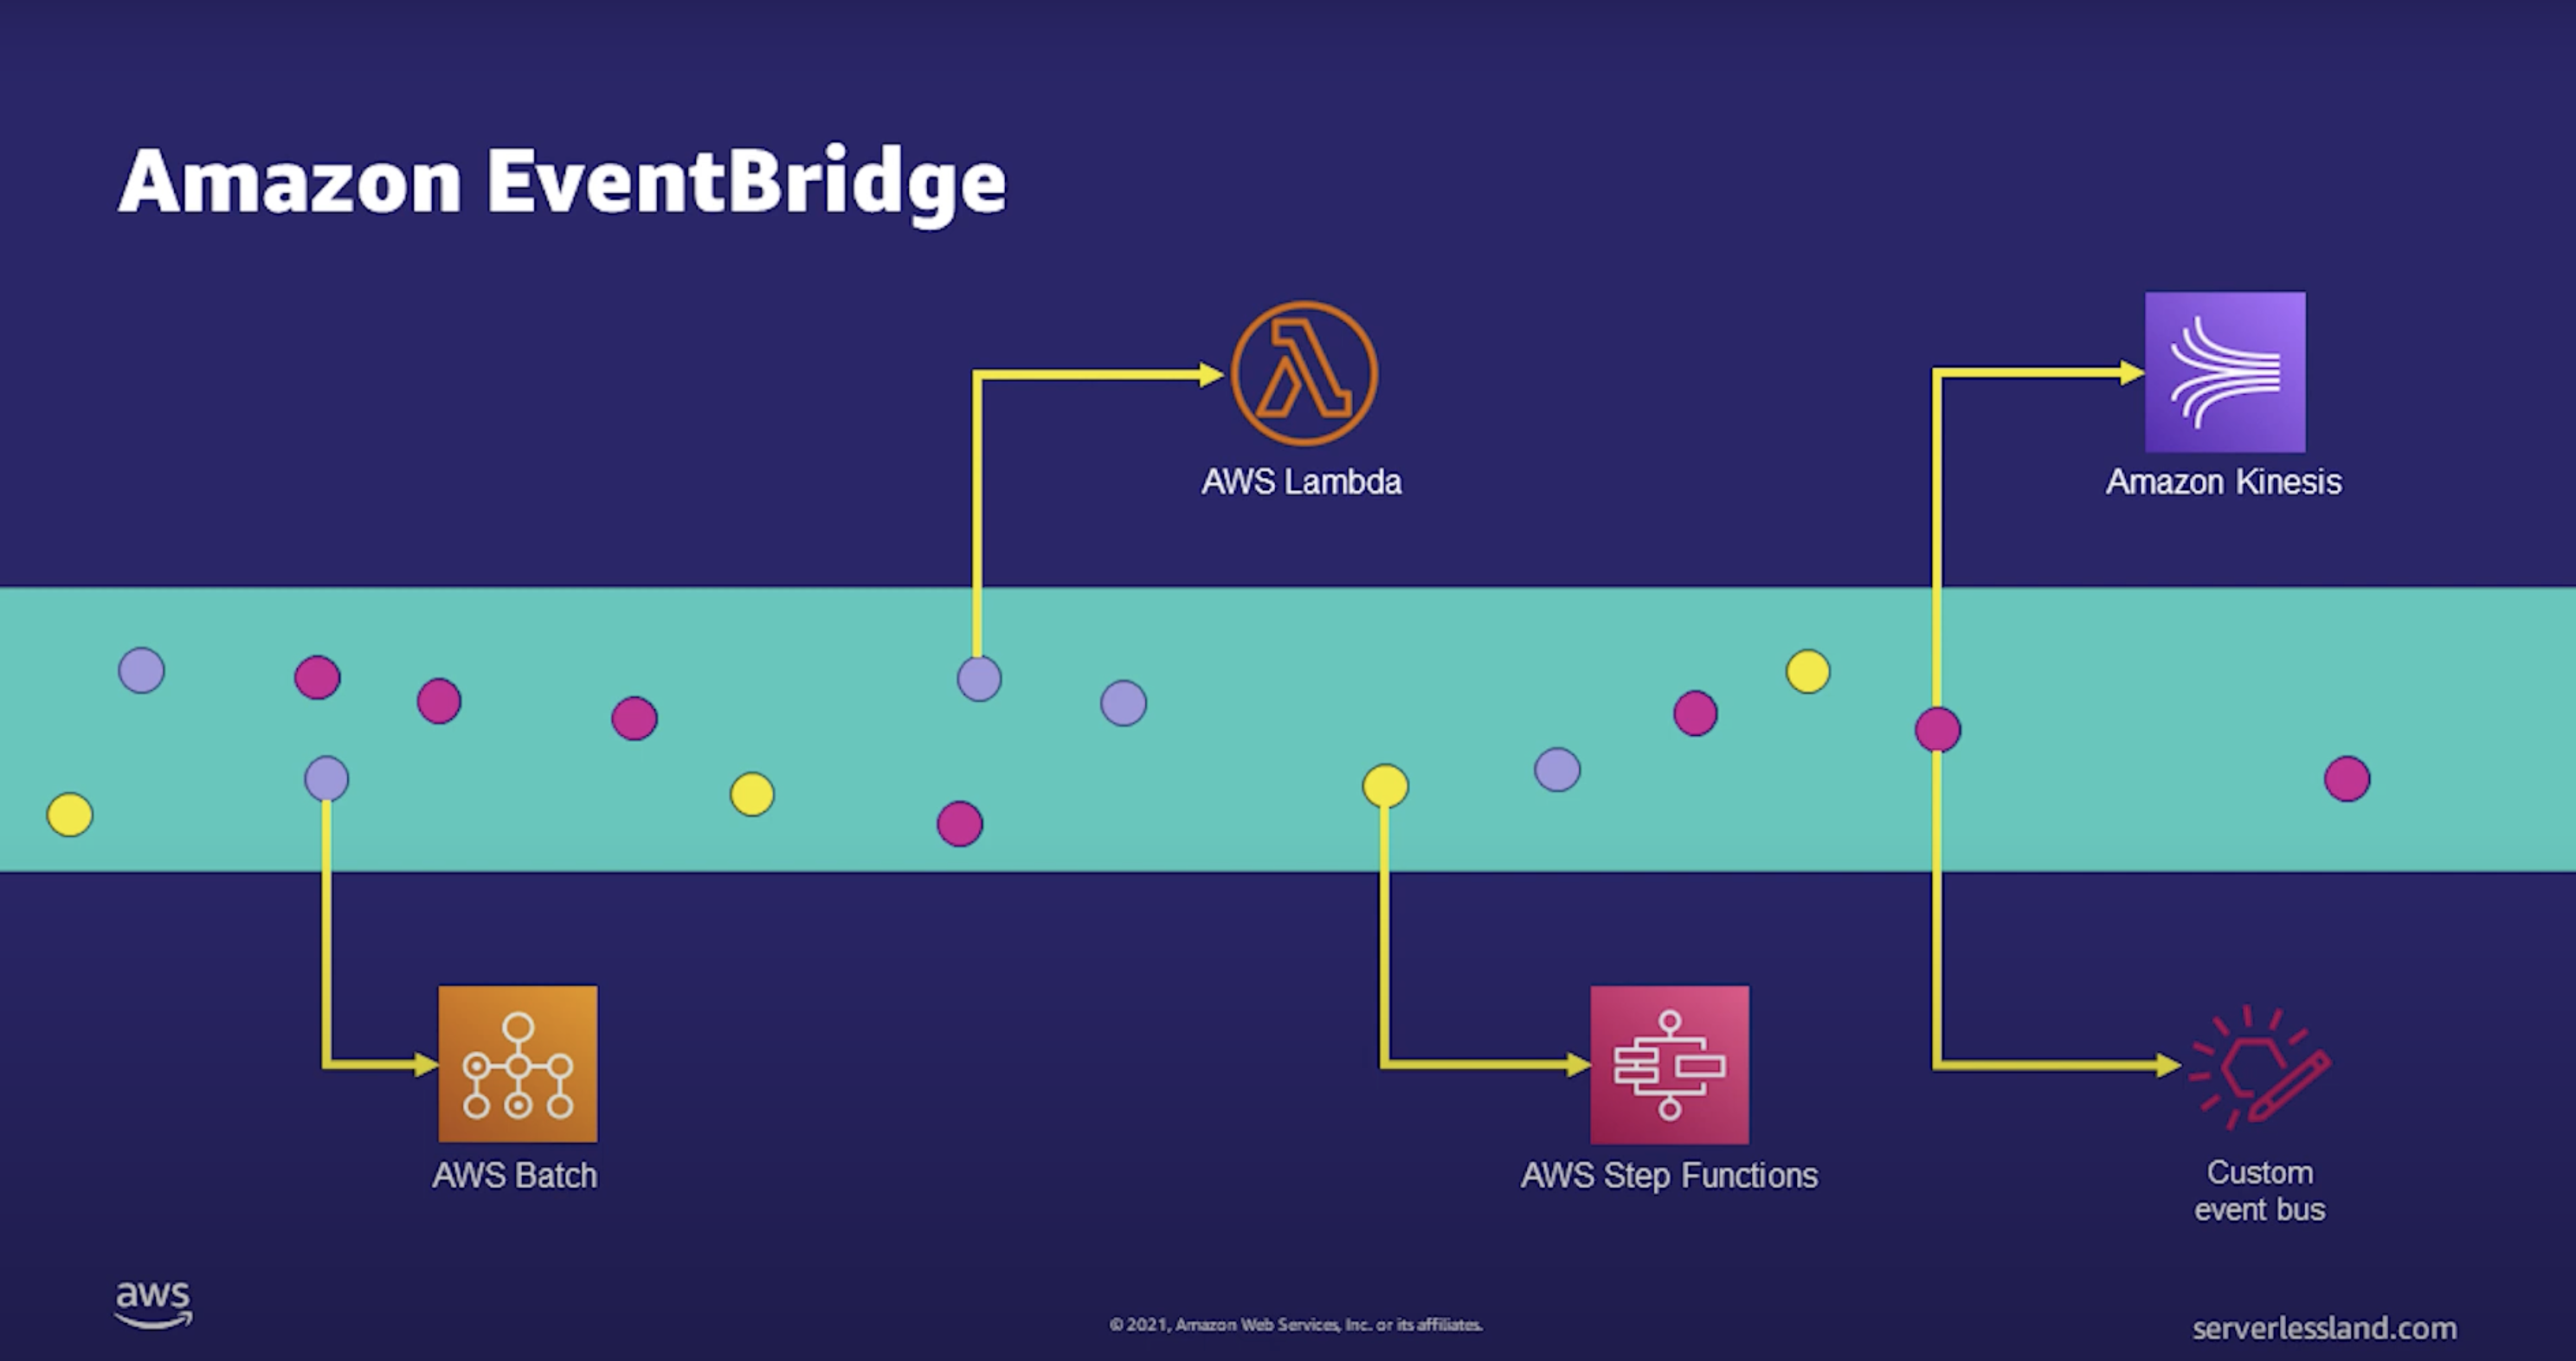 Amazon EventBridge
AWS Lambda
Amazon Kinesis
AWS Batch
AWS Step Functions
Custom
event bus
aws
© 2021, Amazon Web Services, Inc. or its affiliates.
serverlessland.com